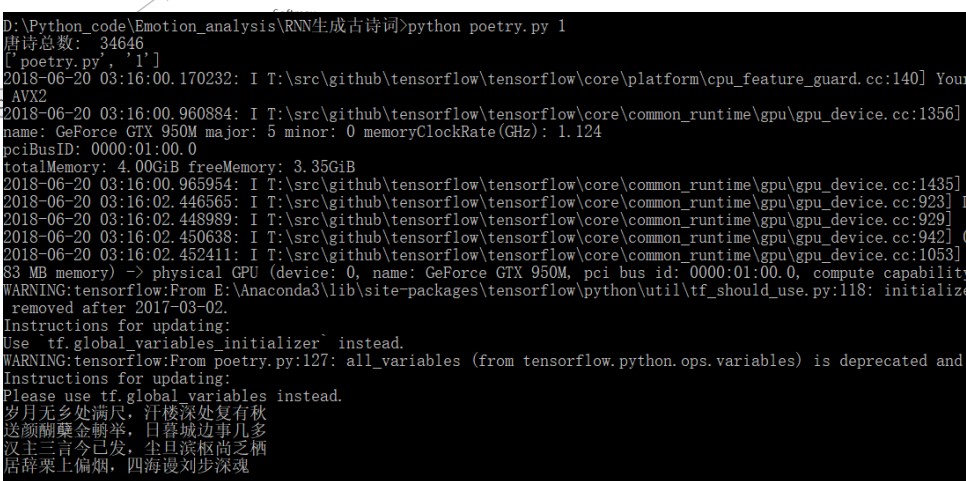 D:\Python_code\Emotion_analysis\RNN生成古诗词>python poetry.py 1
唐诗总数:  34646
['poetry.py', '1']
2018-06-20 03:16:00.170232: I T:\src\github\tensorflow\tensorflow\core\platform\cpu_feature_guard.cc:140] Your
AVX2
2018-06-20 03:16:00.960884: I T:\src\github\tensorflow\tensorflow\core\common_runtime\gpu\gpu_device.cc:1356]
name: GeForce GTX 950M major: 5 minor: 0 memoryClockRate(GHz): 1.124
pciBusID: 0000:01:00.0
totalMemory: 4.00GiB freeMemory: 3.35GiB
2018-06-20 03:16:00.965954: I T:\src\github\tensorflow\tensorflow\core\common_runtime\gpu\gpu_device.cc:1435]
2018-06-20 03:16:02.446565: I T:\src\github\tensorflow\tensorflow\core\common_runtime\gpu\gpu_device.cc:923]
2018-06-20 03:16:02.448989: I T:\src\github\tensorflow\tensorflow\core\common_runtime\gpu\gpu_device.cc:929]
2018-06-20 03:16:02.450638: I T:\src\github\tensorflow\tensorflow\core\common_runtime\gpu\gpu_device.cc:942]
2018-06-20 03:16:02.452411: I T:\src\github\tensorflow\tensorflow\core\common_runtime\gpu\gpu_device.cc:1053]
83 MB memory) -> physical GPU (device: 0, name: GeForce GTX 950M, pci bus id: 0000:01:00.0, compute capability
WARNING:tensorflow:From E:\Anaconda3\lib\site-packages\tensorflow\python\util\tf_should_use.py:118: initialize
removed after 2017-03-02.
Instructions for updating:
Use `tf.global_variables_initializer` instead.
WARNING:tensorflow:From poetry.py:127: all_variables (from tensorflow.python.ops.variables) is deprecated and
Instructions for updating:
Please use tf.global_variables instead.
岁月无乡处满尺，汗楼深处复有秋
送颜醐蘖金鹓举，日暮城边事几多
汉主三言今已发，尘旦滨枢尚乏栖
居辞栗上偏烟，四海谩刘步深魂